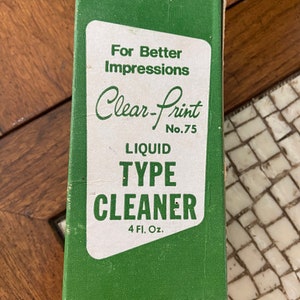 For Better
Impressions
Clear-Print
No.75
LIQUID
TYPE
CLEANER
4 Fl. Oz.